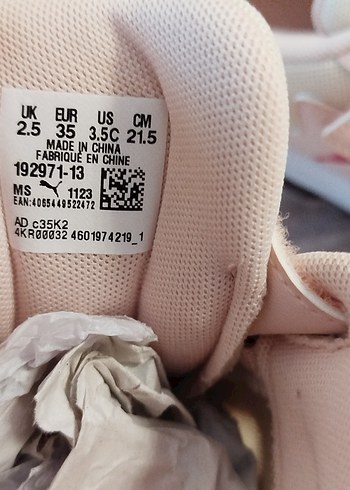 UK EUR US CM
2.5 35 3.5C 21.5
MADE IN CHINA
FABRIQUÉ EN CHINE
192971-13
MS 1123
EAN:4065449522472
AD c35K2
4KR00032 4601974219_1